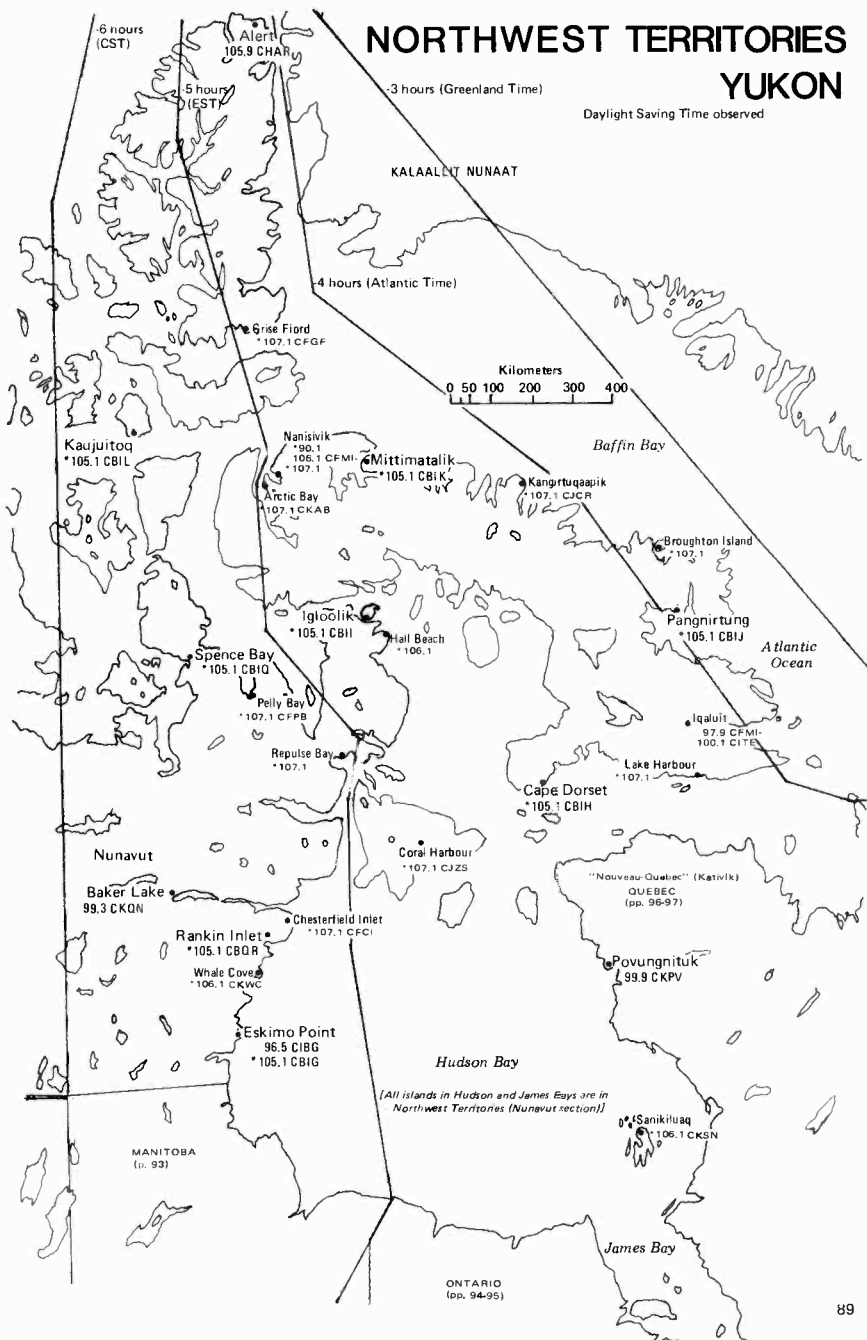 NORTHWEST TERRITORIES
YUKON
Daylight Saving Time observed
-6 hours
(CST)
-5 hours
(EST)
Alert
105.9 CHAR
-3 hours (Greenland Time)
KALAALLIT NUNAAT
-4 hours (Atlantic Time)
Grise Fiord
*107.1 CFGF
Kilometers
0 50 100 200 300 400
Baffin Bay
Kaujuitoq
*105.1 CBIL
Nanisivik
*90.1
106.1 CFMI-
*107.1
Mittimatalik
*105.1 CBIK
Arctic Bay
*107.1 CKAB
Kangirtuqaapik
*107.1 CJCR
Broughton Island
*107.1
Igloolik
*105.1 CBII
Hall Beach
*106.1
Pangnirtung
*105.1 CBIJ
Atlantic
Ocean
Spence Bay
*105.1 CBIQ
Pelly Bay
*107.1 CFPB
Iqaluit
97.9 CFMI-
100.1 CITE
Repulse Bay
*107.1
Lake Harbour
*107.1
Cape Dorset
*105.1 CBIH
Nunavut
Coral Harbour
*107.1 CJZS
"Nouveau-Quebec" (Kativik)
QUEBEC
(pp. 96-97)
Baker Lake
99.3 CKQN
Chesterfield Inlet
*107.1 CFCI
Rankin Inlet
*105.1 CBQR
Whale Cove
*106.1 CKWC
Povungnituk
99.9 CKPV
Eskimo Point
96.5 CIBG
*105.1 CBIG
Hudson Bay
[All islands in Hudson and James Bays are in
Northwest Territories (Nunavut section)]
Sanikiluaq
*106.1 CKSN
MANITOBA
(p. 93)
James Bay
ONTARIO
(pp. 94-95)
89